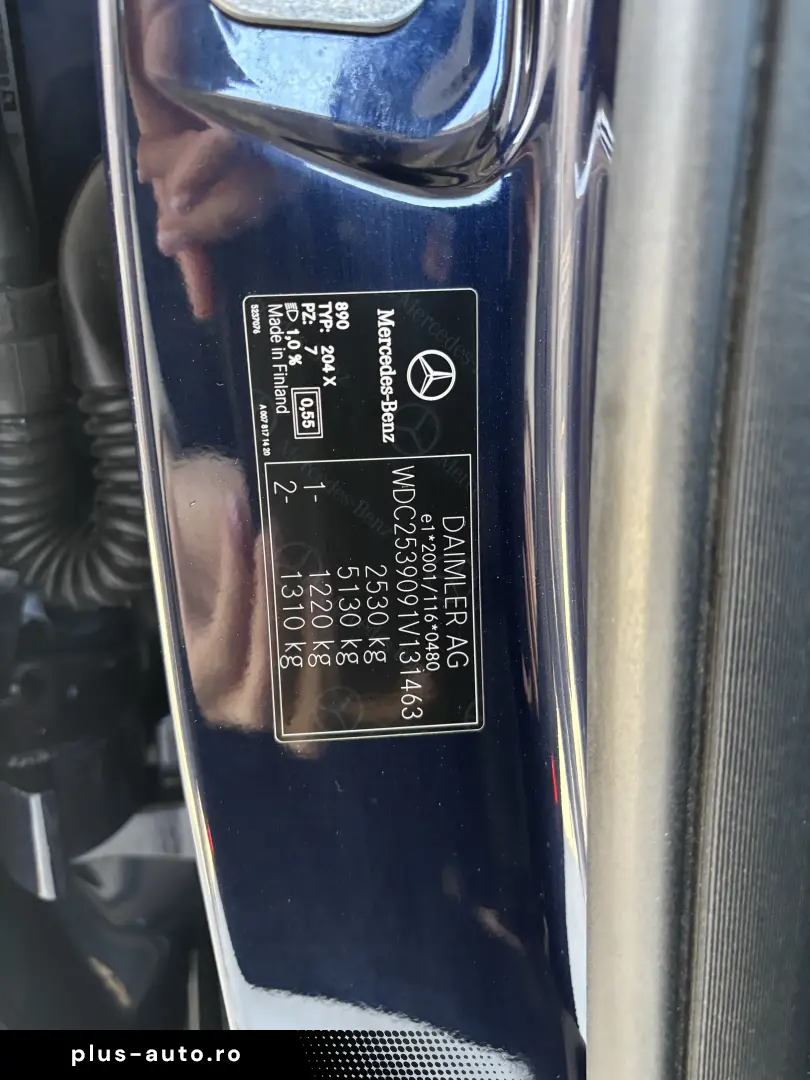 Mercedes-Benz
890
TYP: 204 X
PZ: 7
1,0 %
0,55
Made in Finland
5237076
A 007 817 14 20
DAIMLER AG
e1*2001/116*0480
WDC2539091V131463
2530 kg
5130 kg
1- 1220 kg
2- 1310 kg
plus-auto.ro